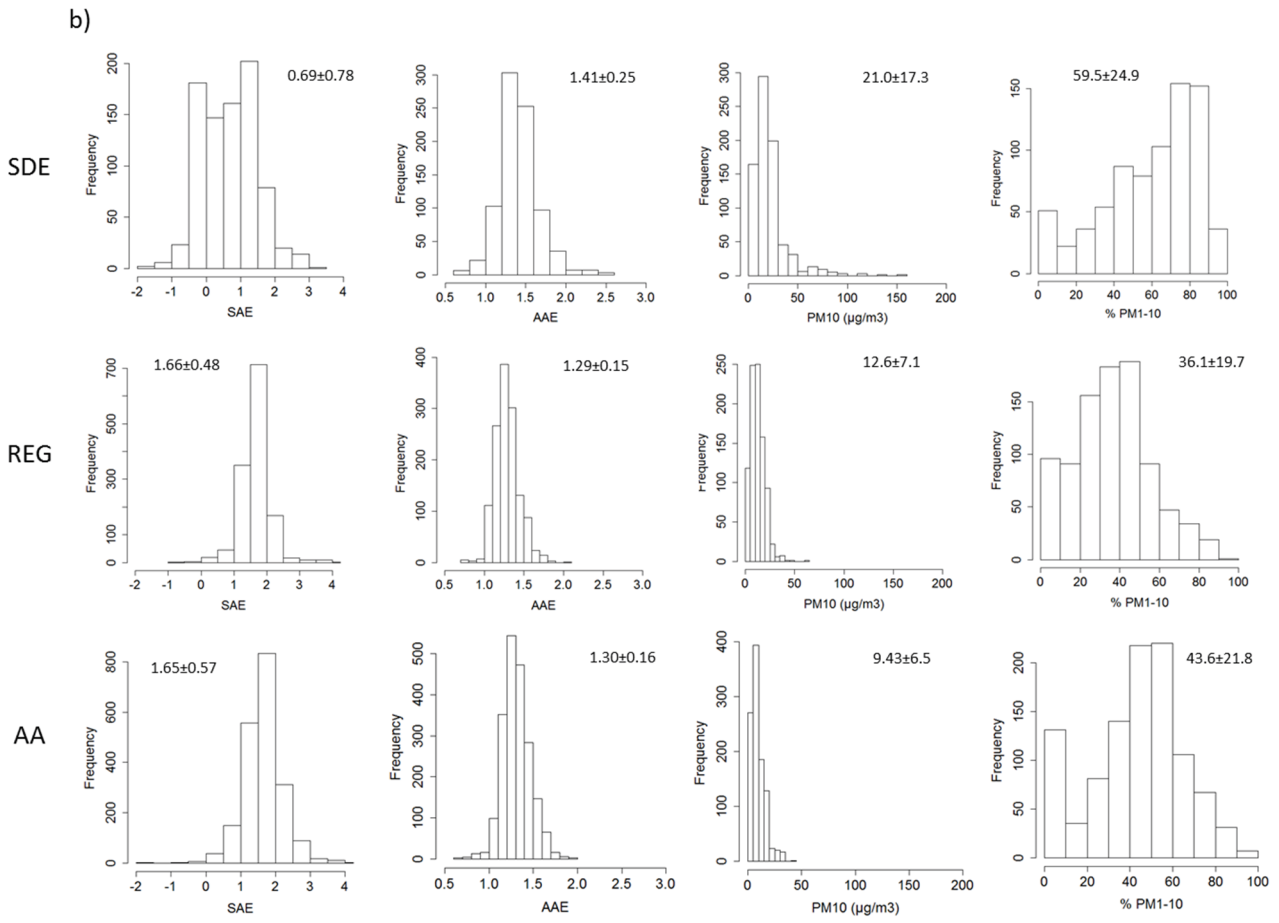 b)
SDE
0.69±0.78
Frequency
0 50 100 150 200
-2 -1 0 1 2 3 4
SAE
1.41±0.25
Frequency
0 50 100 150 200 250 300
0.5 1.0 1.5 2.0 2.5 3.0
AAE
21.0±17.3
Frequency
0 50 100 150 200 250 300
0 50 100 150 200
PM10 (µg/m3)
59.5±24.9
Frequency
0 50 100 150
0 20 40 60 80 100
% PM1-10
REG
1.66±0.48
Frequency
0 100 300 500 700
-2 -1 0 1 2 3 4
SAE
1.29±0.15
Frequency
0 100 200 300 400
0.5 1.0 1.5 2.0 2.5 3.0
AAE
12.6±7.1
Frequency
0 50 100 150 200 250
0 50 100 150 200
PM10 (µg/m3)
36.1±19.7
Frequency
0 50 100 150
0 20 40 60 80 100
% PM1-10
AA
1.65±0.57
Frequency
0 200 400 600 800
-2 -1 0 1 2 3 4
SAE
1.30±0.16
Frequency
0 100 200 300 400 500
0.5 1.0 1.5 2.0 2.5 3.0
AAE
9.43±6.5
Frequency
0 100 200 300 400
0 50 100 150 200
PM10 (µg/m3)
43.6±21.8
Frequency
0 50 100 150 200
0 20 40 60 80 100
% PM1-10